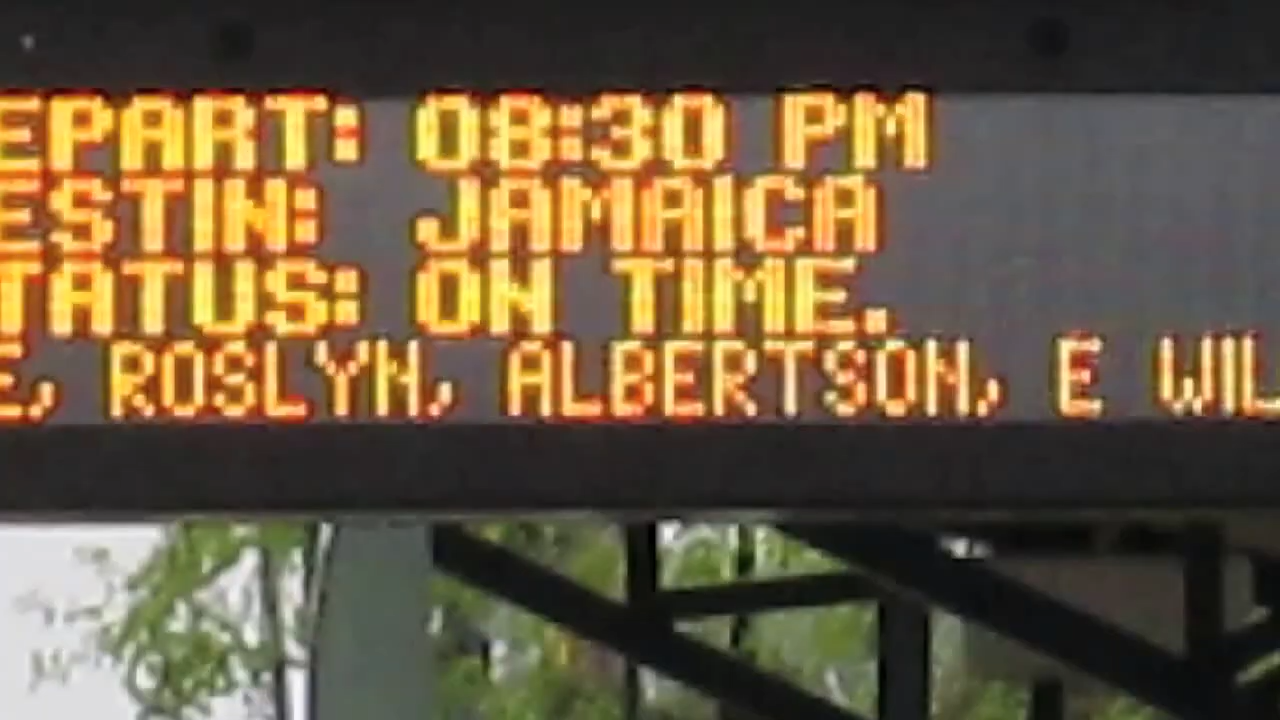 EPART: 08:30 PM
ESTIN: JAMAICA
TATUS: ON TIME.
E, ROSLYN, ALBERTSON, E WIL